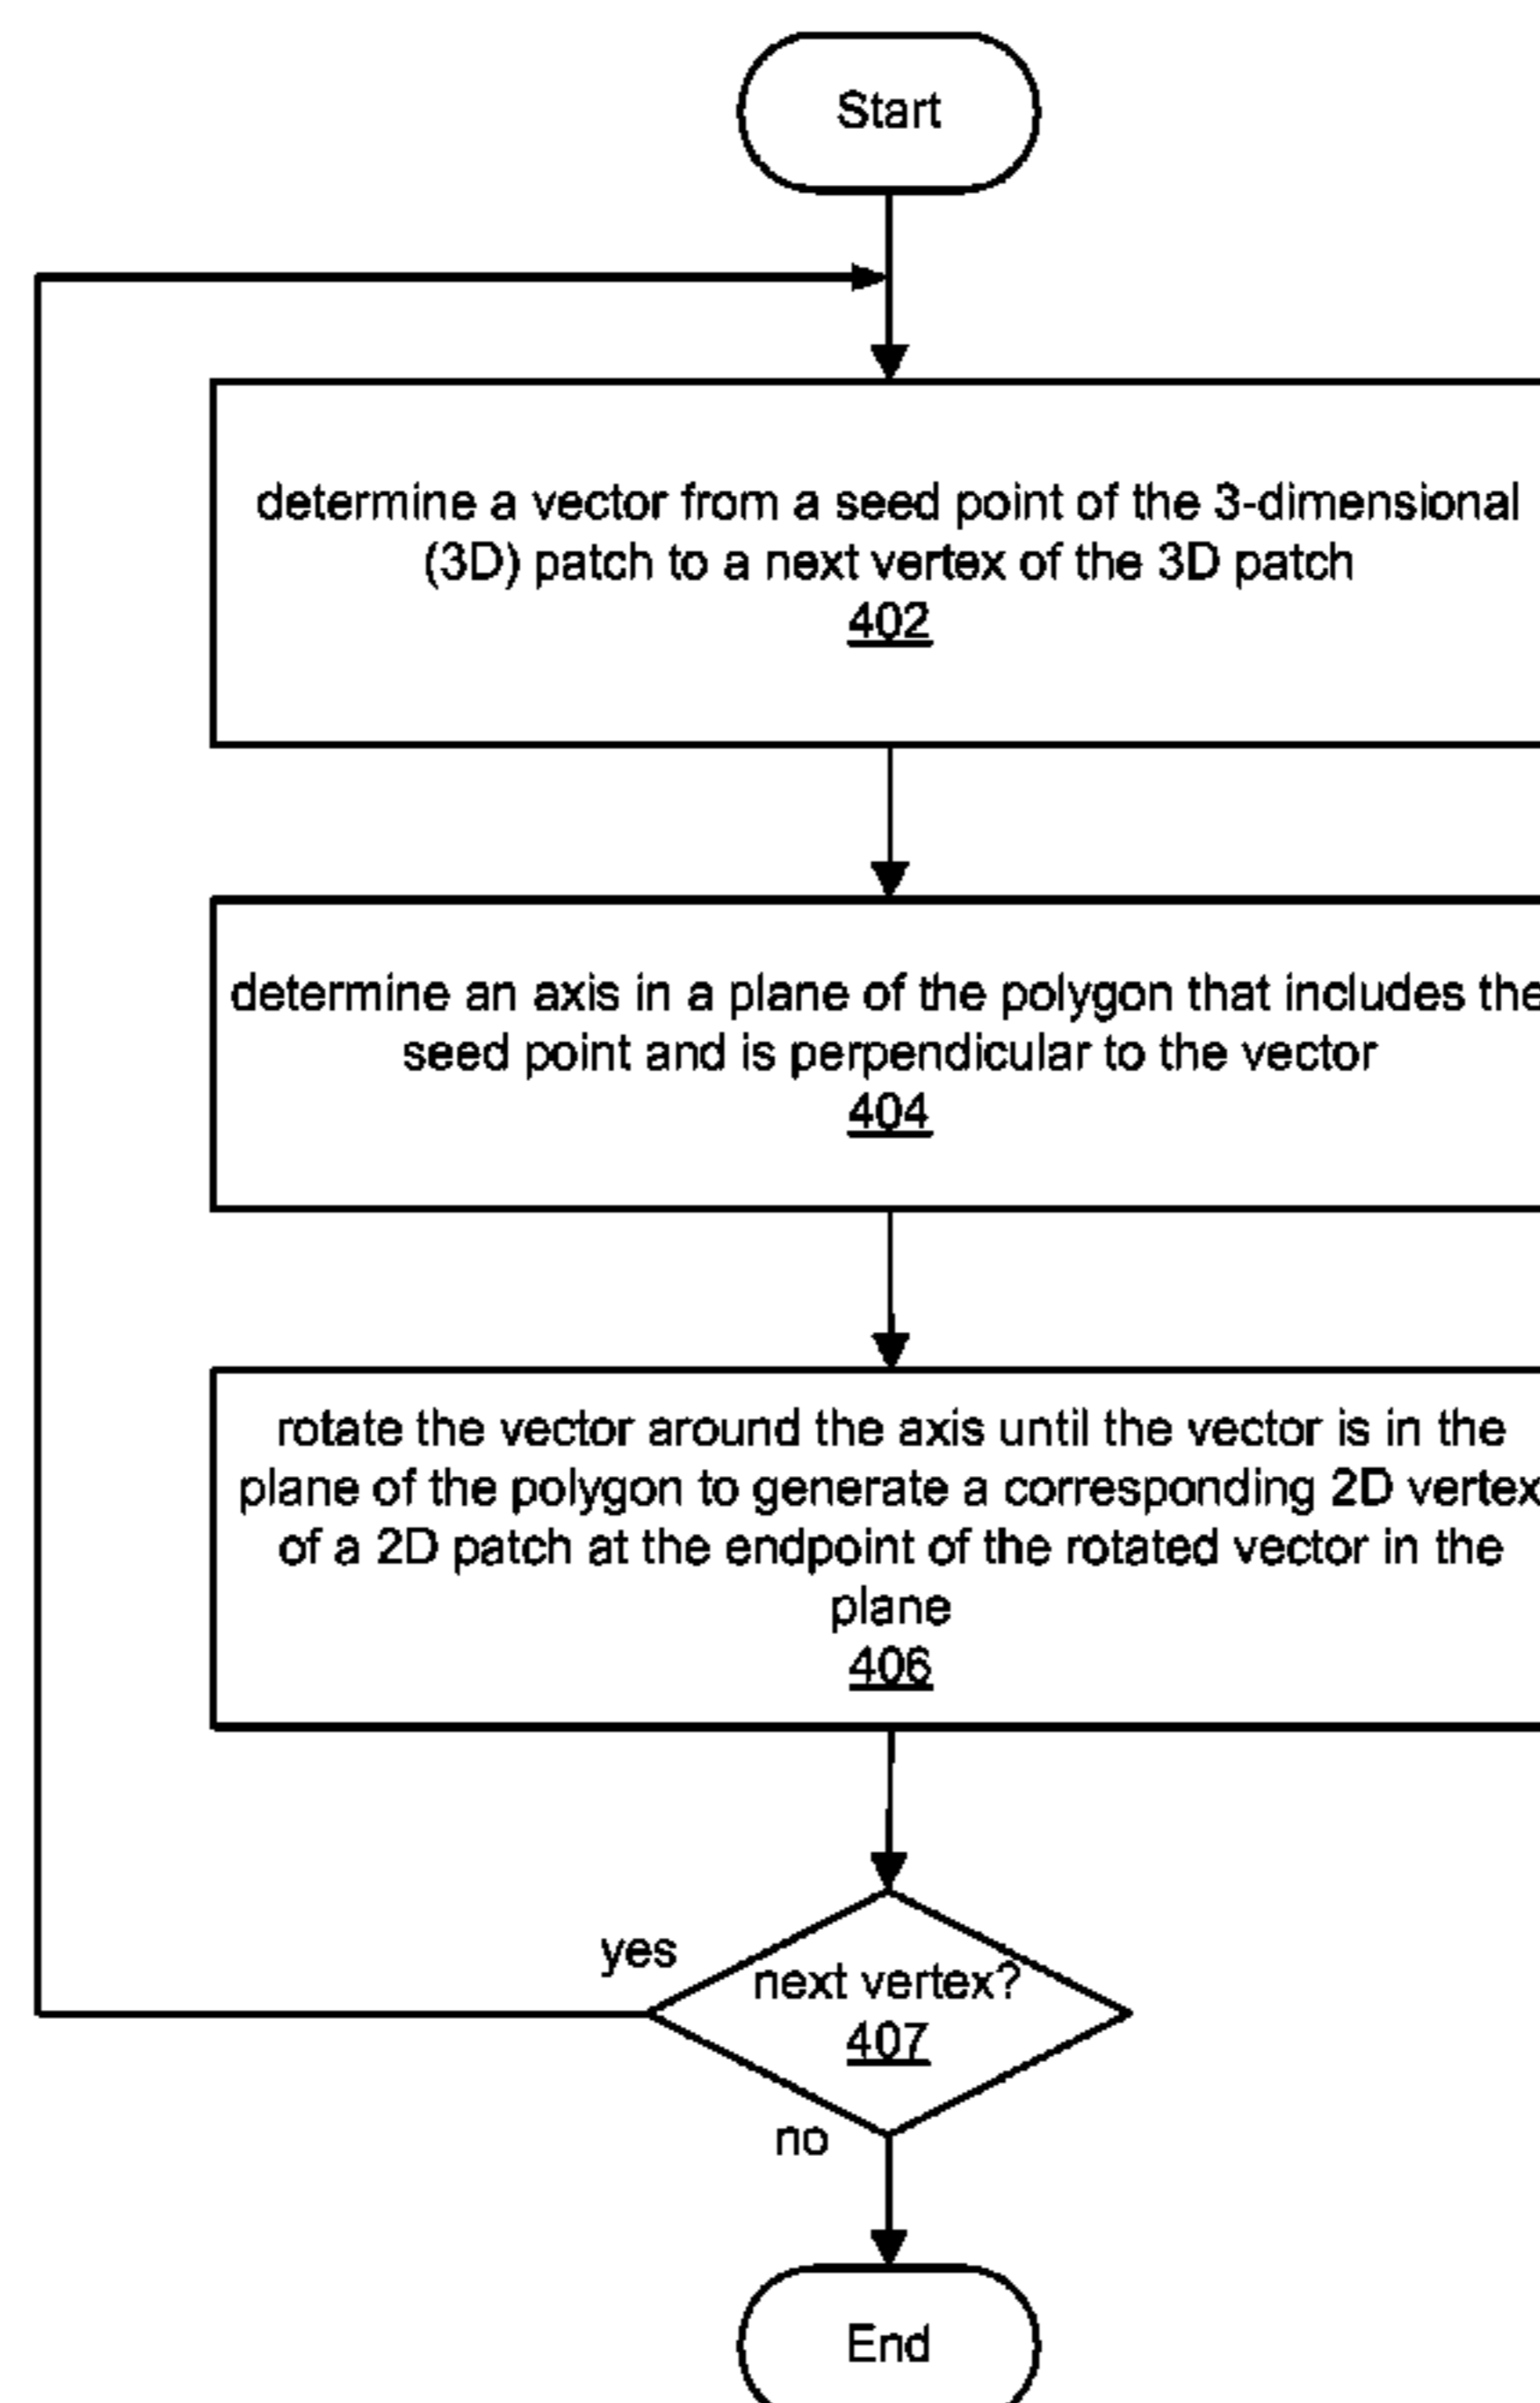 Start
determine a vector from a seed point of the 3-dimensional
(3D) patch to a next vertex of the 3D patch
402
determine an axis in a plane of the polygon that includes the
seed point and is perpendicular to the vector
404
rotate the vector around the axis until the vector is in the
plane of the polygon to generate a corresponding 2D vertex
of a 2D patch at the endpoint of the rotated vector in the
plane
406
yes
next vertex?
407
no
End